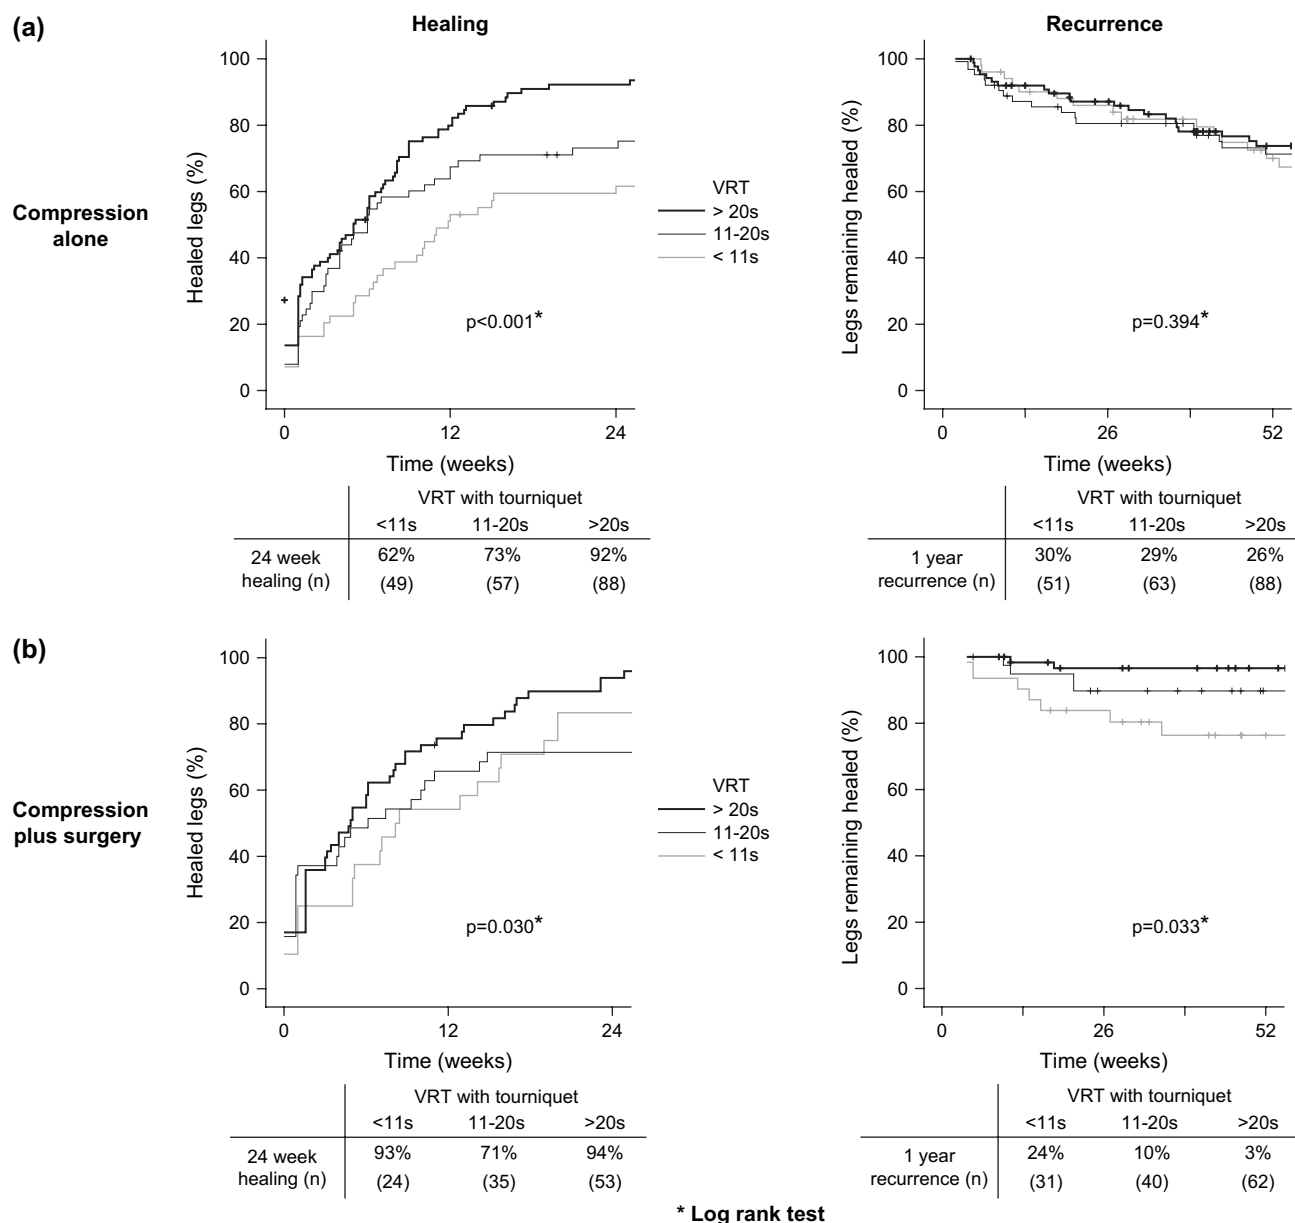 (a)
Healing
Recurrence
Compression
alone
Healed legs (%)
100
80
60
40
20
0
p<0.001*
0 12 24
Time (weeks)
VRT
> 20s
11-20s
< 11s
Legs remaining healed (%)
100
80
60
40
20
0
p=0.394*
0 26 52
Time (weeks)
VRT with tourniquet
<11s 11-20s >20s
24 week 62% 73% 92%
healing (n) (49) (57) (88)
VRT with tourniquet
<11s 11-20s >20s
1 year 30% 29% 26%
recurrence (n) (51) (63) (88)
(b)
Compression
plus surgery
Healed legs (%)
100
80
60
40
20
0
p=0.030*
0 12 24
Time (weeks)
VRT
> 20s
11-20s
< 11s
Legs remaining healed (%)
100
80
60
40
20
0
p=0.033*
0 26 52
Time (weeks)
VRT with tourniquet
<11s 11-20s >20s
24 week 93% 71% 94%
healing (n) (24) (35) (53)
VRT with tourniquet
<11s 11-20s >20s
1 year 24% 10% 3%
recurrence (n) (31) (40) (62)
* Log rank test